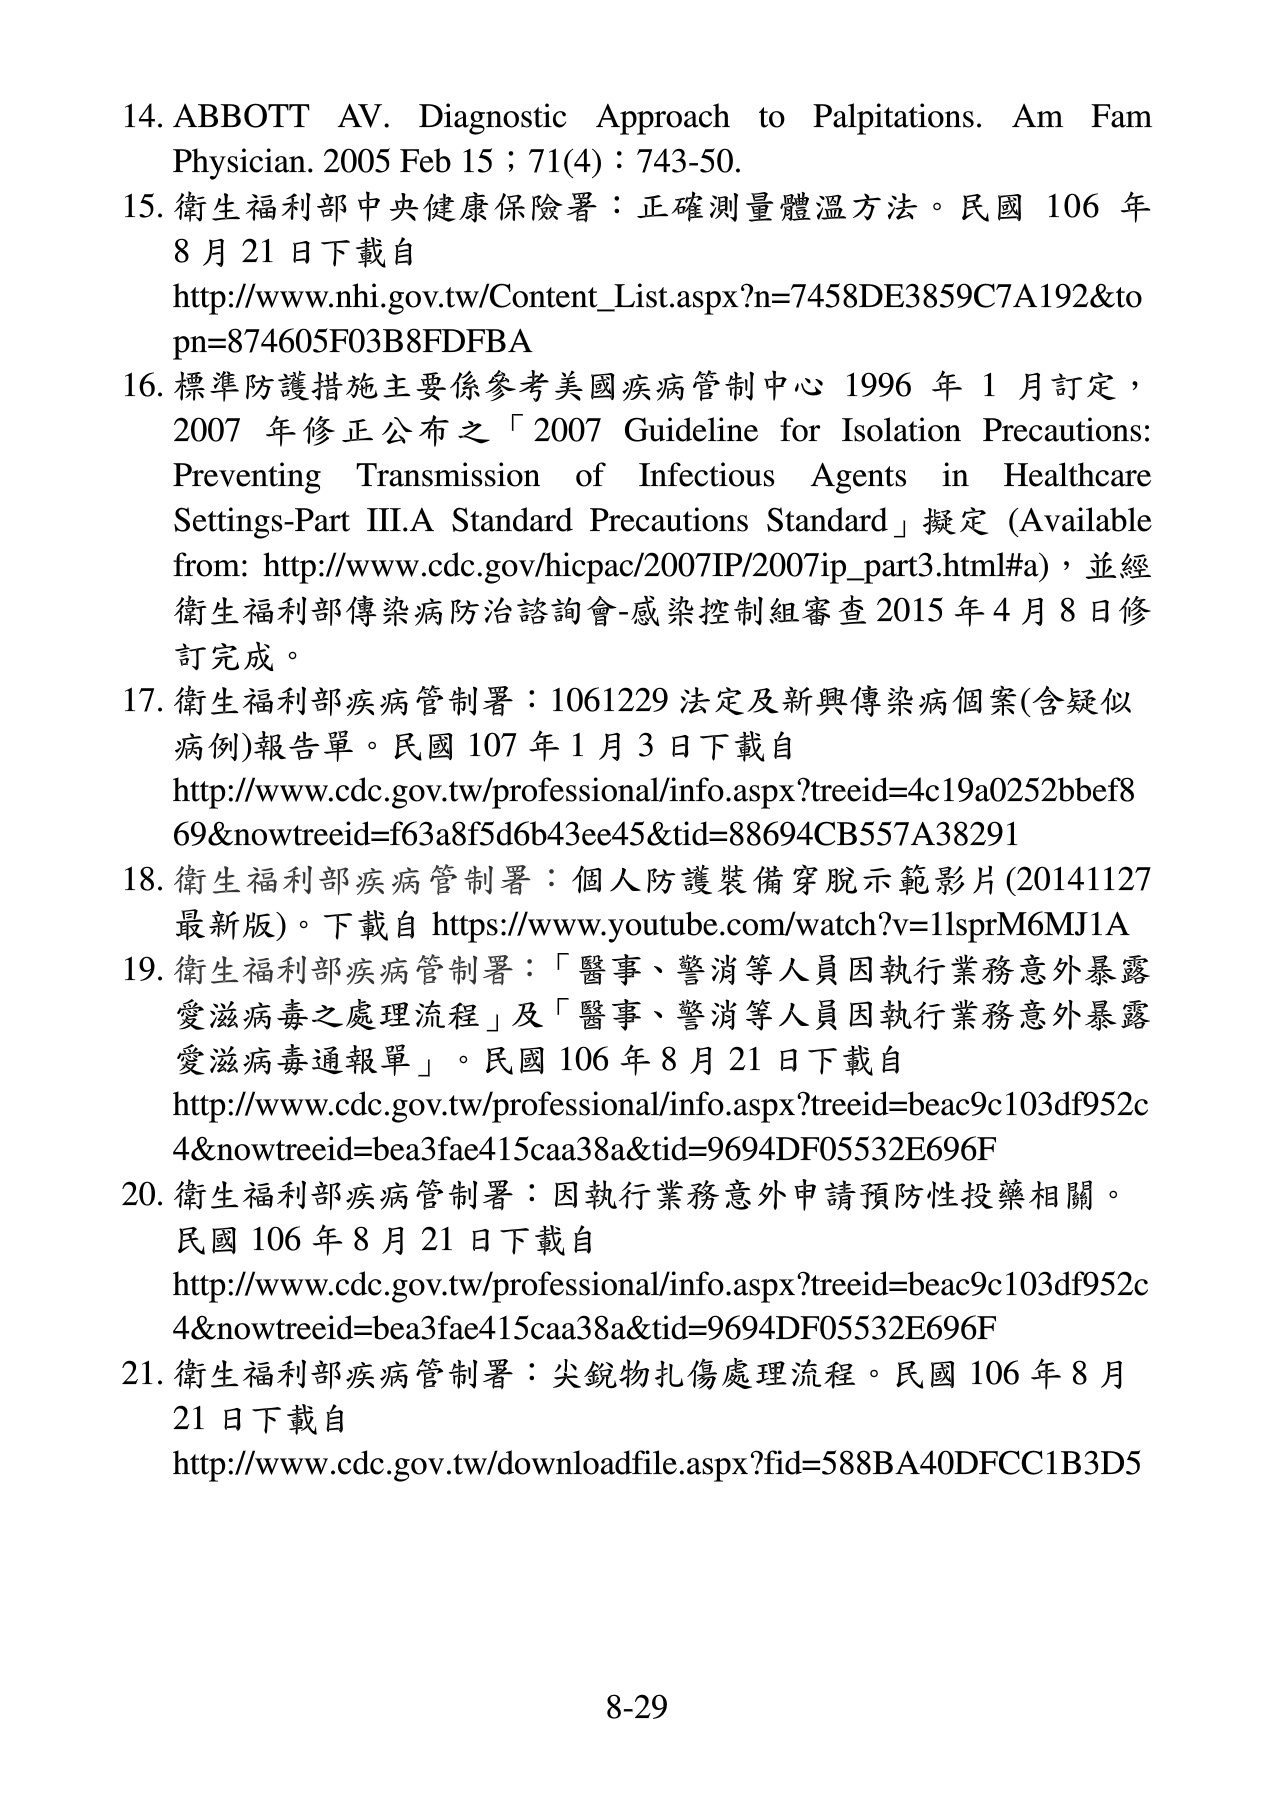 14. ABBOTT AV. Diagnostic Approach to Palpitations. Am Fam
Physician. 2005 Feb 15；71(4)：743-50.
15. 衛生福利部中央健康保險署：正確測量體溫方法。民國 106 年
8 月 21 日下載自
http://www.nhi.gov.tw/Content_List.aspx?n=7458DE3859C7A192&to
pn=874605F03B8FDFBA
16. 標準防護措施主要係參考美國疾病管制中心 1996 年 1 月訂定，
2007 年修正公布之「2007 Guideline for Isolation Precautions:
Preventing Transmission of Infectious Agents in Healthcare
Settings-Part III.A Standard Precautions Standard」擬定 (Available
from: http://www.cdc.gov/hicpac/2007IP/2007ip_part3.html#a)，並經
衛生福利部傳染病防治諮詢會-感染控制組審查 2015 年 4 月 8 日修
訂完成。
17. 衛生福利部疾病管制署：1061229 法定及新興傳染病個案(含疑似
病例)報告單。民國 107 年 1 月 3 日下載自
http://www.cdc.gov.tw/professional/info.aspx?treeid=4c19a0252bbef8
69&nowtreeid=f63a8f5d6b43ee45&tid=88694CB557A38291
18. 衛生福利部疾病管制署：個人防護裝備穿脫示範影片(20141127
最新版)。下載自 https://www.youtube.com/watch?v=1lsprM6MJ1A
19. 衛生福利部疾病管制署：「醫事、警消等人員因執行業務意外暴露
愛滋病毒之處理流程」及「醫事、警消等人員因執行業務意外暴露
愛滋病毒通報單」。民國 106 年 8 月 21 日下載自
http://www.cdc.gov.tw/professional/info.aspx?treeid=beac9c103df952c
4&nowtreeid=bea3fae415caa38a&tid=9694DF05532E696F
20. 衛生福利部疾病管制署：因執行業務意外申請預防性投藥相關。
民國 106 年 8 月 21 日下載自
http://www.cdc.gov.tw/professional/info.aspx?treeid=beac9c103df952c
4&nowtreeid=bea3fae415caa38a&tid=9694DF05532E696F
21. 衛生福利部疾病管制署：尖銳物扎傷處理流程。民國 106 年 8 月
21 日下載自
http://www.cdc.gov.tw/downloadfile.aspx?fid=588BA40DFCC1B3D5
8-29